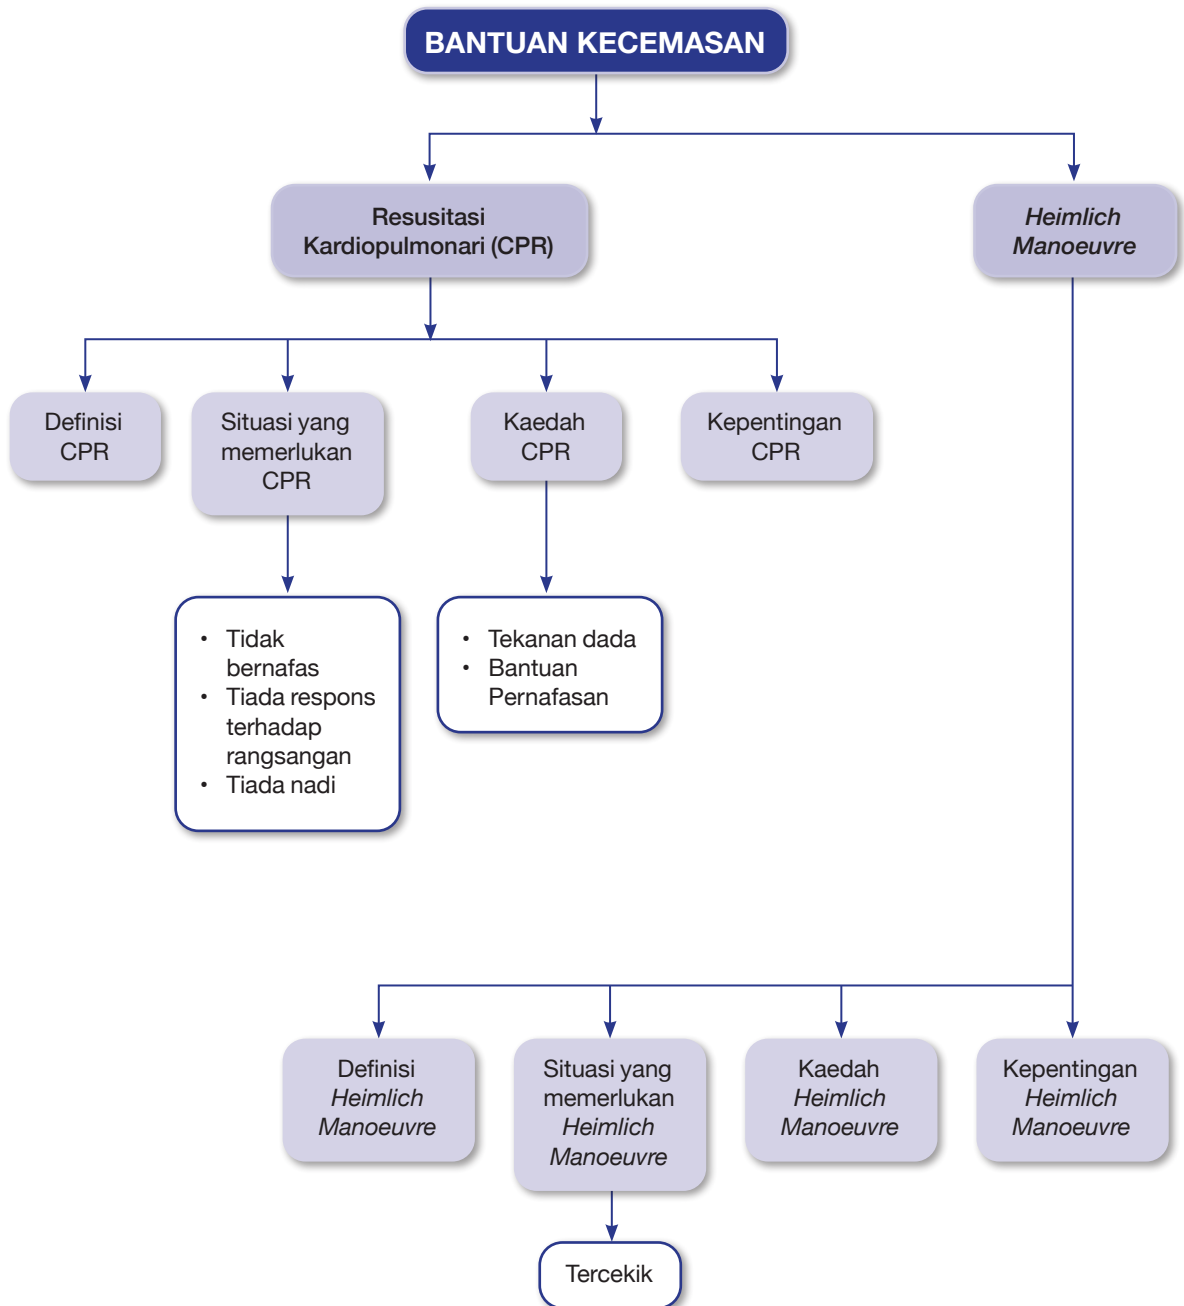 BANTUAN KECEMASAN
Resusitasi
Kardiopulmonari (CPR)
Heimlich
Manoeuvre
Definisi
CPR
Situasi yang
memerlukan
CPR
Kaedah
CPR
Kepentingan
CPR
• Tidak
bernafas
• Tiada respons
terhadap
rangsangan
• Tiada nadi
• Tekanan dada
• Bantuan
Pernafasan
Definisi
Heimlich
Manoeuvre
Situasi yang
memerlukan
Heimlich
Manoeuvre
Kaedah
Heimlich
Manoeuvre
Kepentingan
Heimlich
Manoeuvre
Tercekik